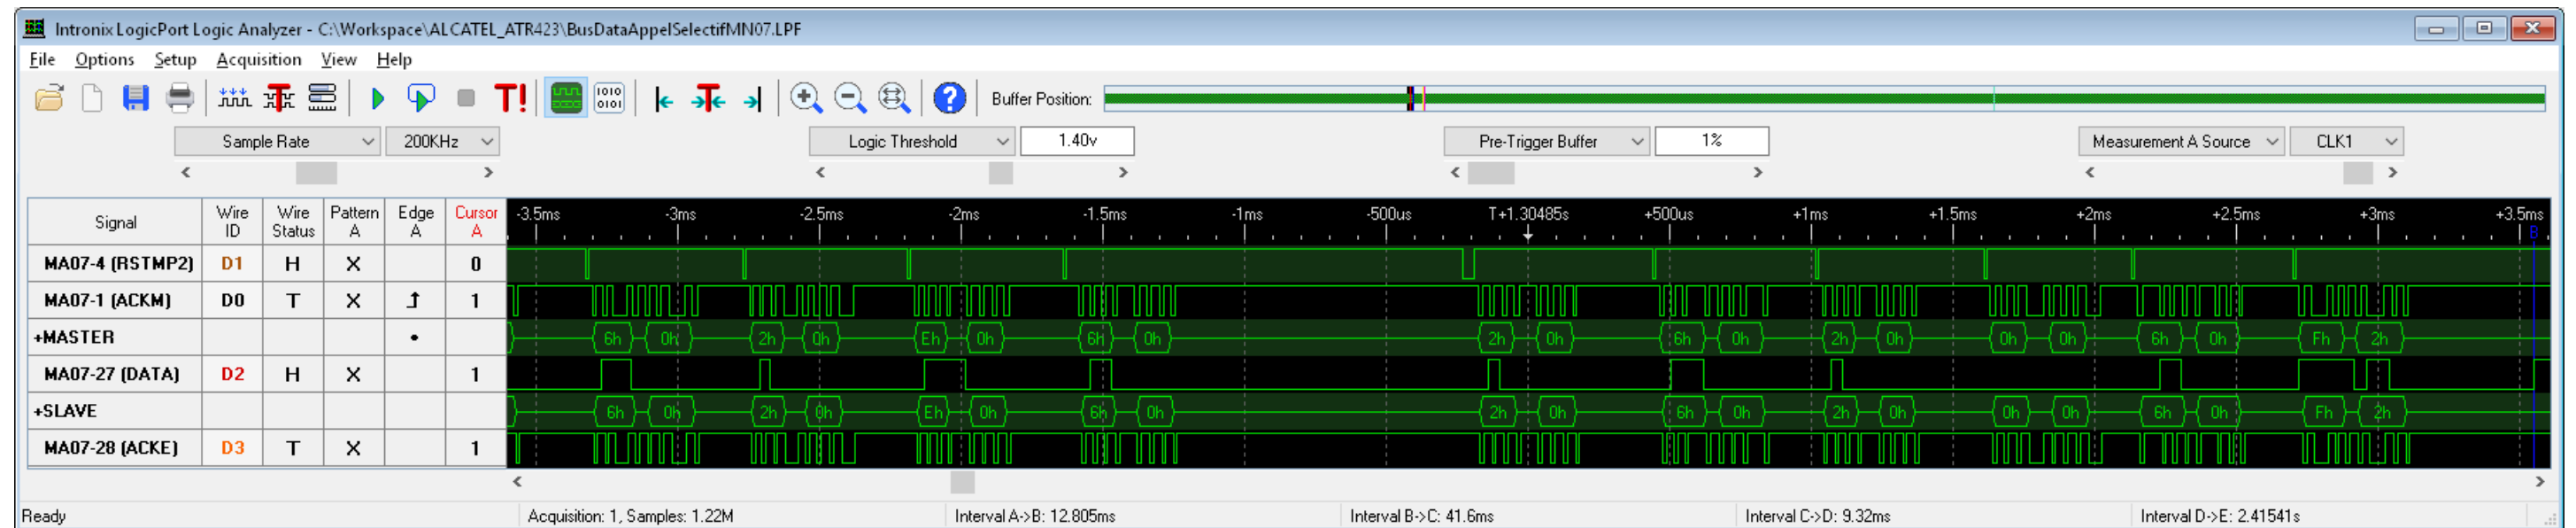 Intronix LogicPort Logic Analyzer - C:\Workspace\ALCATEL_ATR423\BusDataAppelSelectifMN07.LPF
File Options Setup Acquisition View Help
T! 1010 0101 ? Buffer Position:
Sample Rate 200KHz Logic Threshold 1.40v Pre-Trigger Buffer 1% Measurement A Source CLK1
Signal Wire ID Wire Status Pattern A Edge A Cursor A -3.5ms -3ms -2.5ms -2ms -1.5ms -1ms -500us T+1.30485s +500us +1ms +1.5ms +2ms +2.5ms +3ms +3.5ms
B
MA07-4 (RSTMP2) D1 H X 0
MA07-1 (ACKM) D0 T X 1
+MASTER 6h 0h 2h 0h Eh 0h 6h 0h 2h 0h 6h 0h 2h 0h 0h 0h 6h 0h Fh 2h
MA07-27 (DATA) D2 H X 1
+SLAVE 6h 0h 2h 0h Eh 0h 6h 0h 2h 0h 6h 0h 2h 0h 0h 0h 6h 0h Fh 2h
MA07-28 (ACKE) D3 T X 1
Ready Acquisition: 1, Samples: 1.22M Interval A->B: 12.805ms Interval B->C: 41.6ms Interval C->D: 9.32ms Interval D->E: 2.41541s